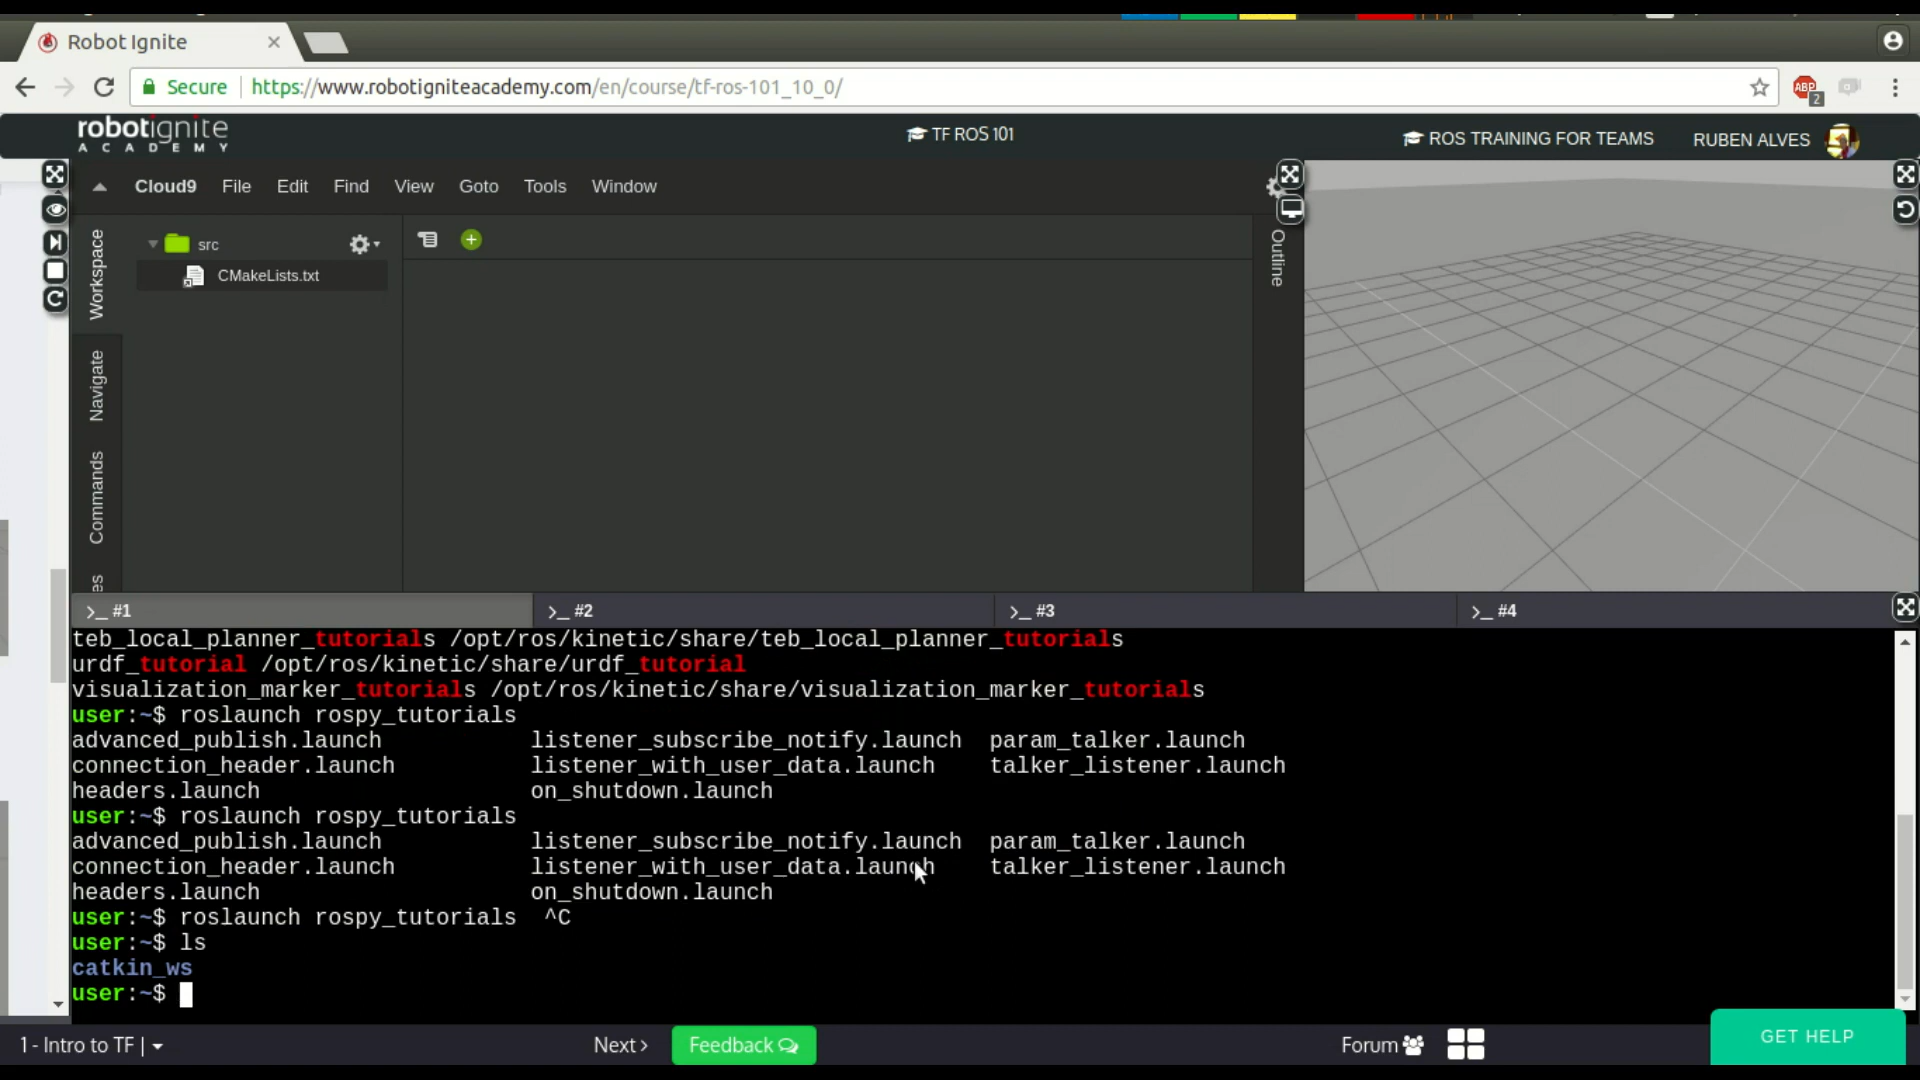 Robot Ignite
Secure https://www.robotigniteacademy.com/en/course/tf-ros-101_10_0/
ABP
2
robotignite
ACADEMY
TF ROS 101
ROS TRAINING FOR TEAMS
RUBEN ALVES
Cloud9 File Edit Find View Goto Tools Window
Workspace
Navigate
Commands
es
src
CMakeLists.txt
Outline
>_ #1
>_ #2
>_ #3
>_ #4
teb_local_planner_tutorials /opt/ros/kinetic/share/teb_local_planner_tutorials
urdf_tutorial /opt/ros/kinetic/share/urdf_tutorial
visualization_marker_tutorials /opt/ros/kinetic/share/visualization_marker_tutorials
user:~$ roslaunch rospy_tutorials
advanced_publish.launch listener_subscribe_notify.launch param_talker.launch
connection_header.launch listener_with_user_data.launch talker_listener.launch
headers.launch on_shutdown.launch
user:~$ roslaunch rospy_tutorials
advanced_publish.launch listener_subscribe_notify.launch param_talker.launch
connection_header.launch listener_with_user_data.launch talker_listener.launch
headers.launch on_shutdown.launch
user:~$ roslaunch rospy_tutorials ^C
user:~$ ls
catkin_ws
user:~$
1 - Intro to TF |
Next >
Feedback
Forum
GET HELP